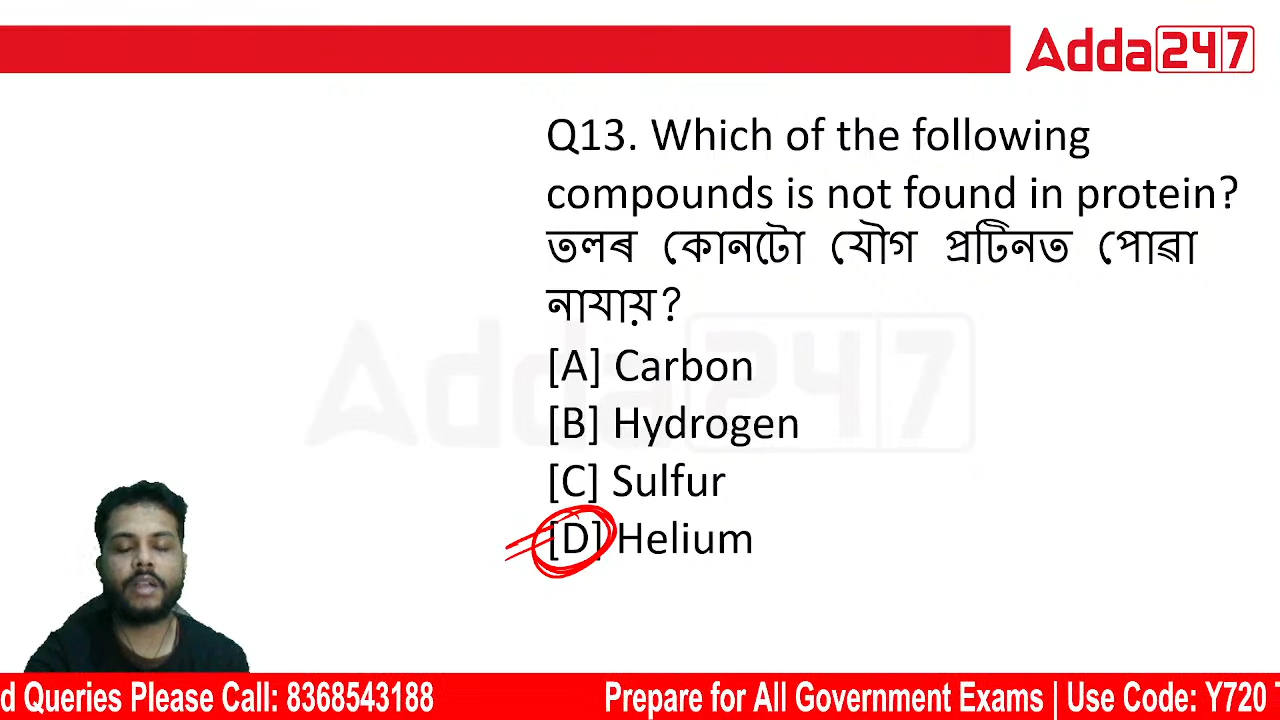 Adda247
Q13. Which of the following
compounds is not found in protein?
তলৰ কোনটো যৌগ প্ৰটিনত পোৱা
নাযায়?
[A] Carbon
[B] Hydrogen
[C] Sulfur
[D] Helium
Adda247
d Queries Please Call: 8368543188 Prepare for All Government Exams | Use Code: Y720